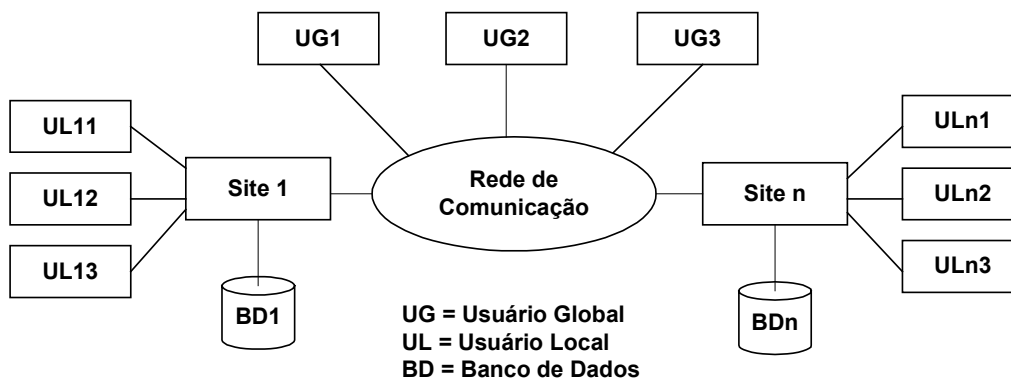 UG1
UG2
UG3
UL11
UL12
UL13
Site 1
Rede de
Comunicação
Site n
ULn1
ULn2
ULn3
BD1
BDn
UG = Usuário Global
UL = Usuário Local
BD = Banco de Dados